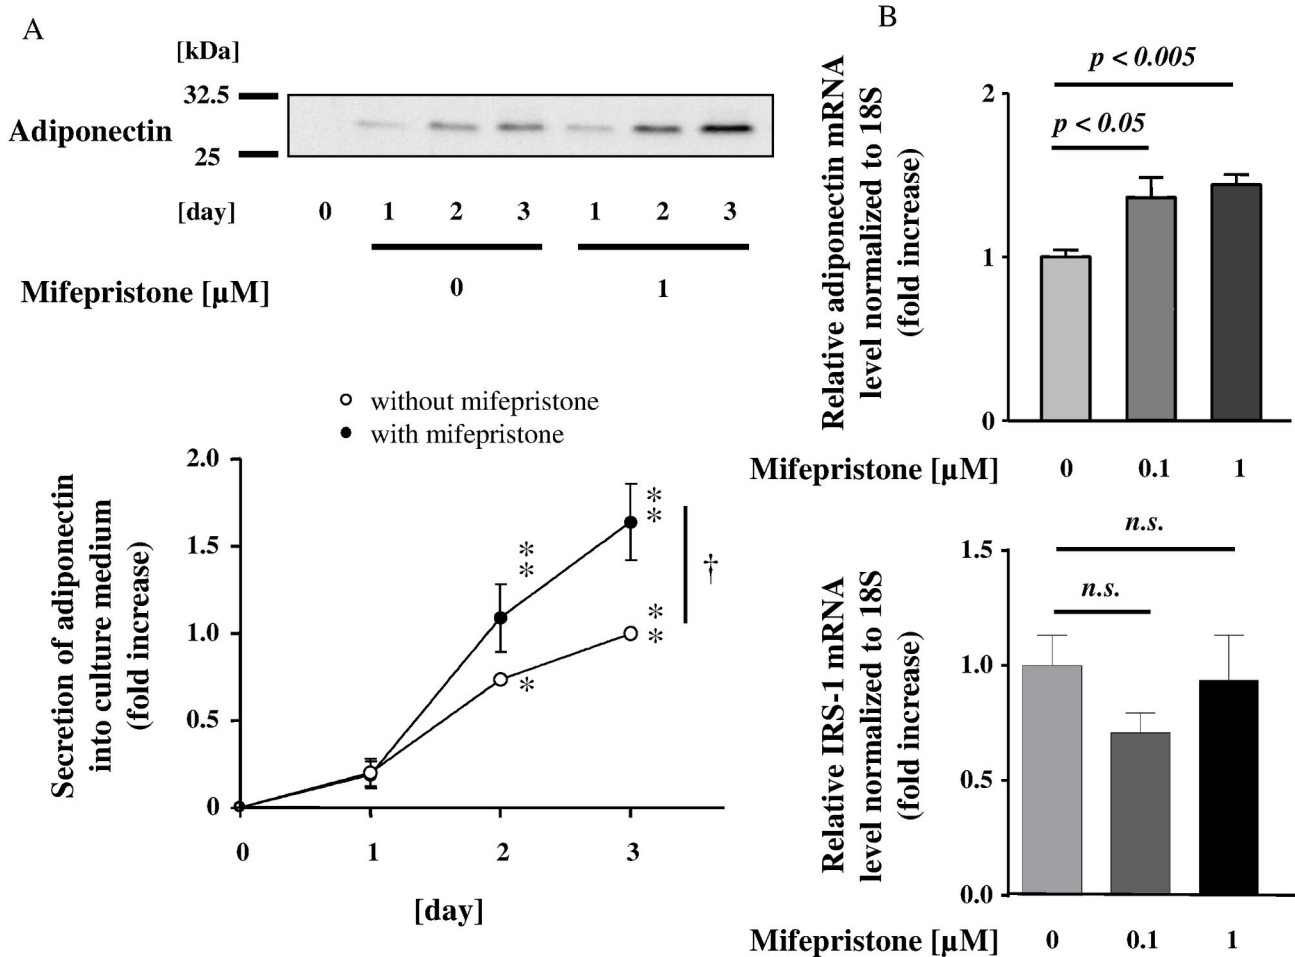 A
[kDa]
32.5
Adiponectin
25
[day] 0 1 2 3 1 2 3
Mifepristone [µM] 0 1
without mifepristone
with mifepristone
Secretion of adiponectin
into culture medium
(fold increase)
2.0
1.5
1.0
0.5
0
* *
* *
†
* *
*
0 1 2 3
[day]
B
Relative adiponectin mRNA
level normalized to 18S
(fold increase)
2
1
0
p < 0.005
p < 0.05
Mifepristone [µM] 0 0.1 1
Relative IRS-1 mRNA
level normalized to 18S
(fold increase)
1.5
1.0
0.5
0.0
n.s.
n.s.
Mifepristone [µM] 0 0.1 1